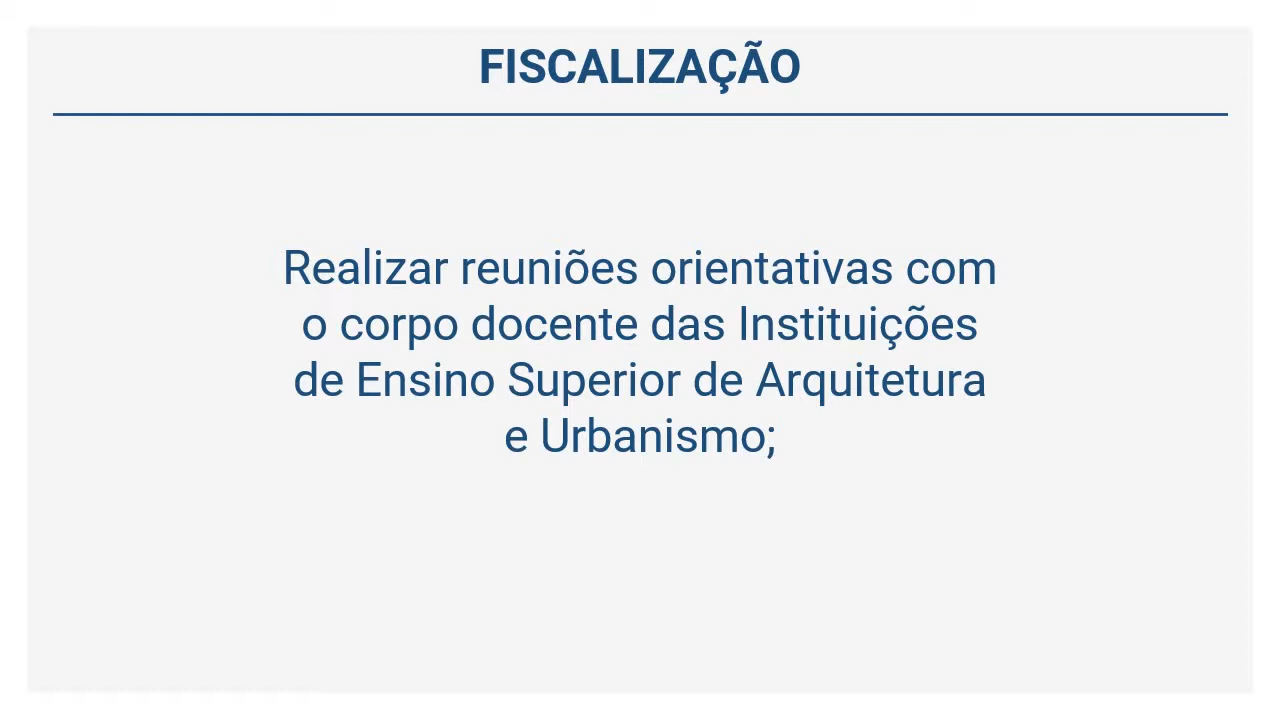 FISCALIZAÇÃO
Realizar reuniões orientativas com
o corpo docente das Instituições
de Ensino Superior de Arquitetura
e Urbanismo;